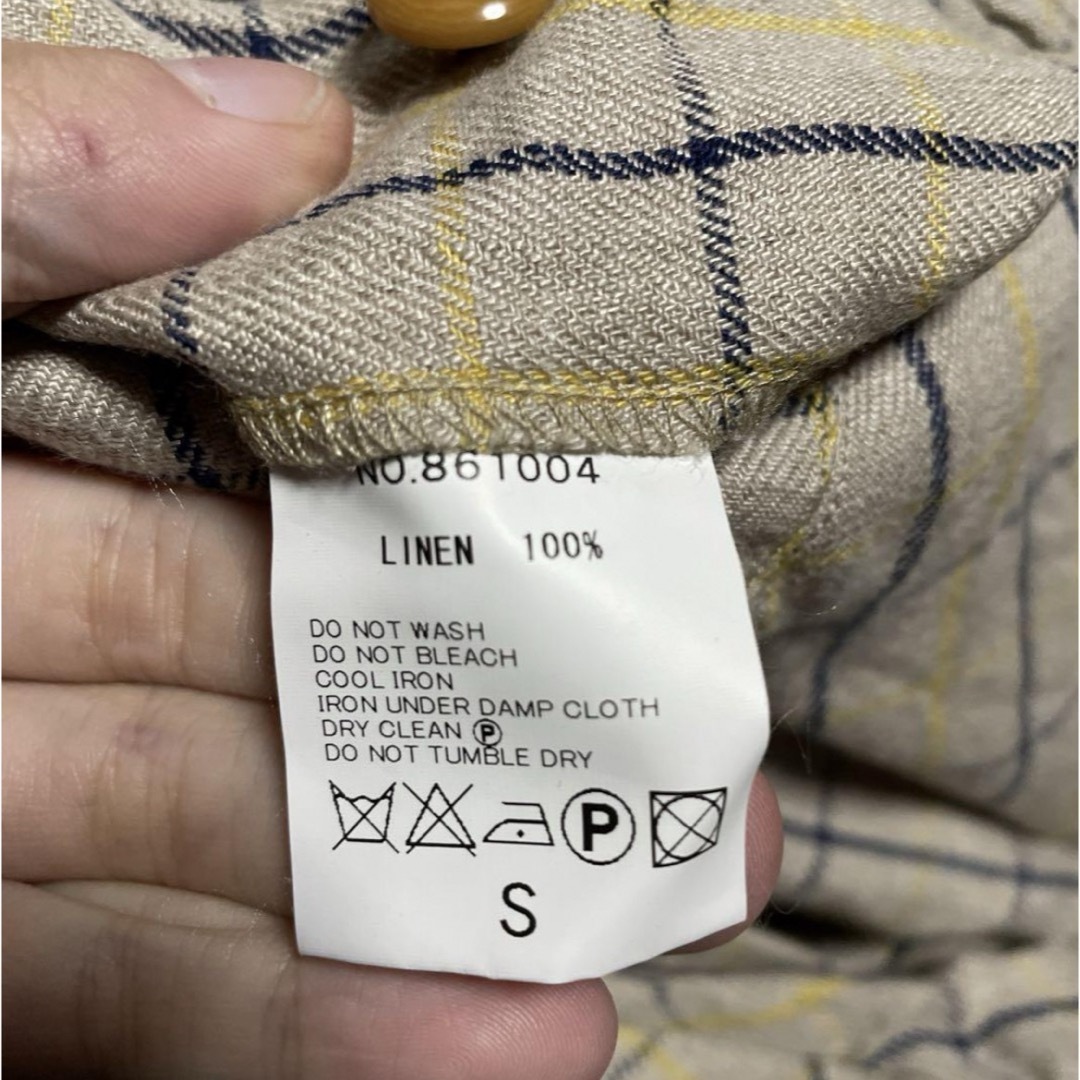 NO.861004
LINEN 100%
DO NOT WASH
DO NOT BLEACH
COOL IRON
IRON UNDER DAMP CLOTH
DRY CLEAN Ⓟ
DO NOT TUMBLE DRY
P
S